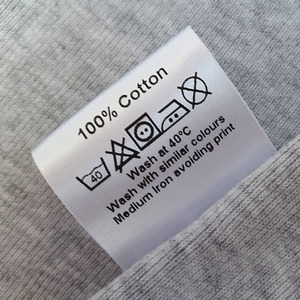 100% Cotton
40
Wash at 40°C
Wash with similar colours
Medium Iron avoiding print